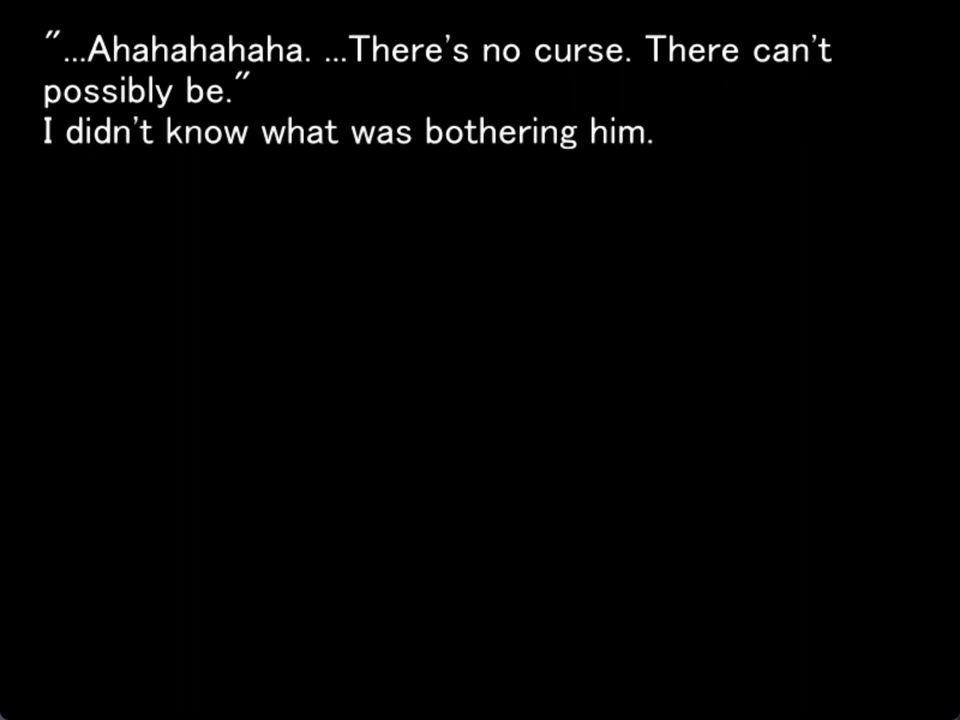 "...Ahahahahaha. ...There's no curse. There can't
possibly be."
I didn't know what was bothering him.